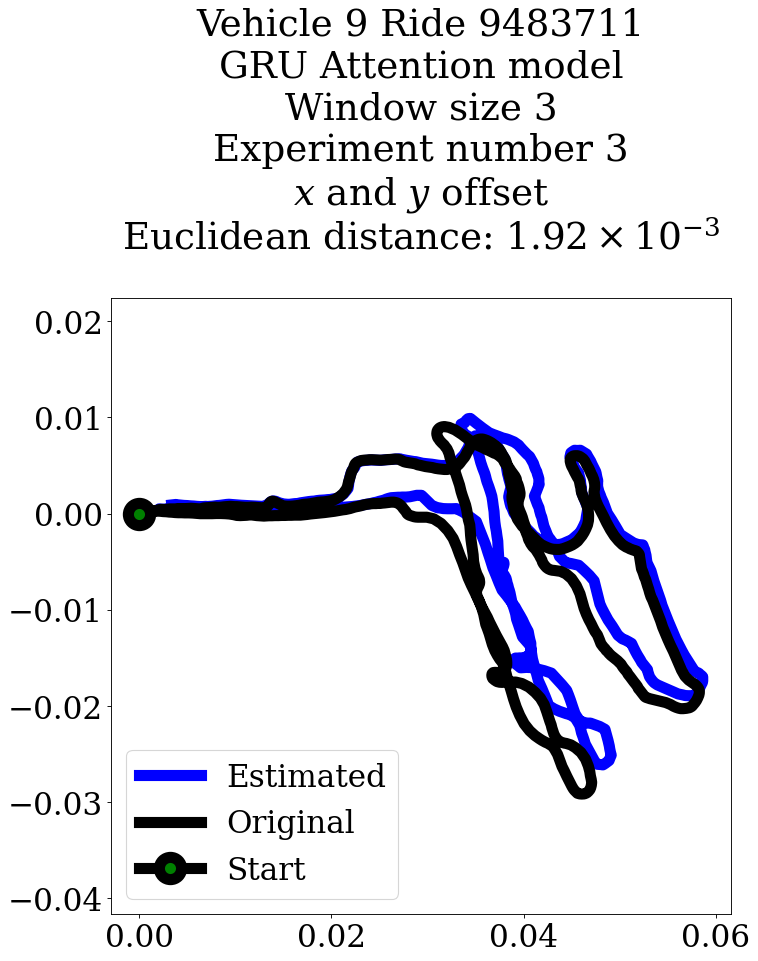 Vehicle 9 Ride 9483711
GRU Attention model
Window size 3
Experiment number 3
x and y offset
Euclidean distance: 1.92 × 10⁻³
0.02
0.01
0.00
−0.01
−0.02
−0.03
−0.04
Estimated
Original
Start
0.00 0.02 0.04 0.06